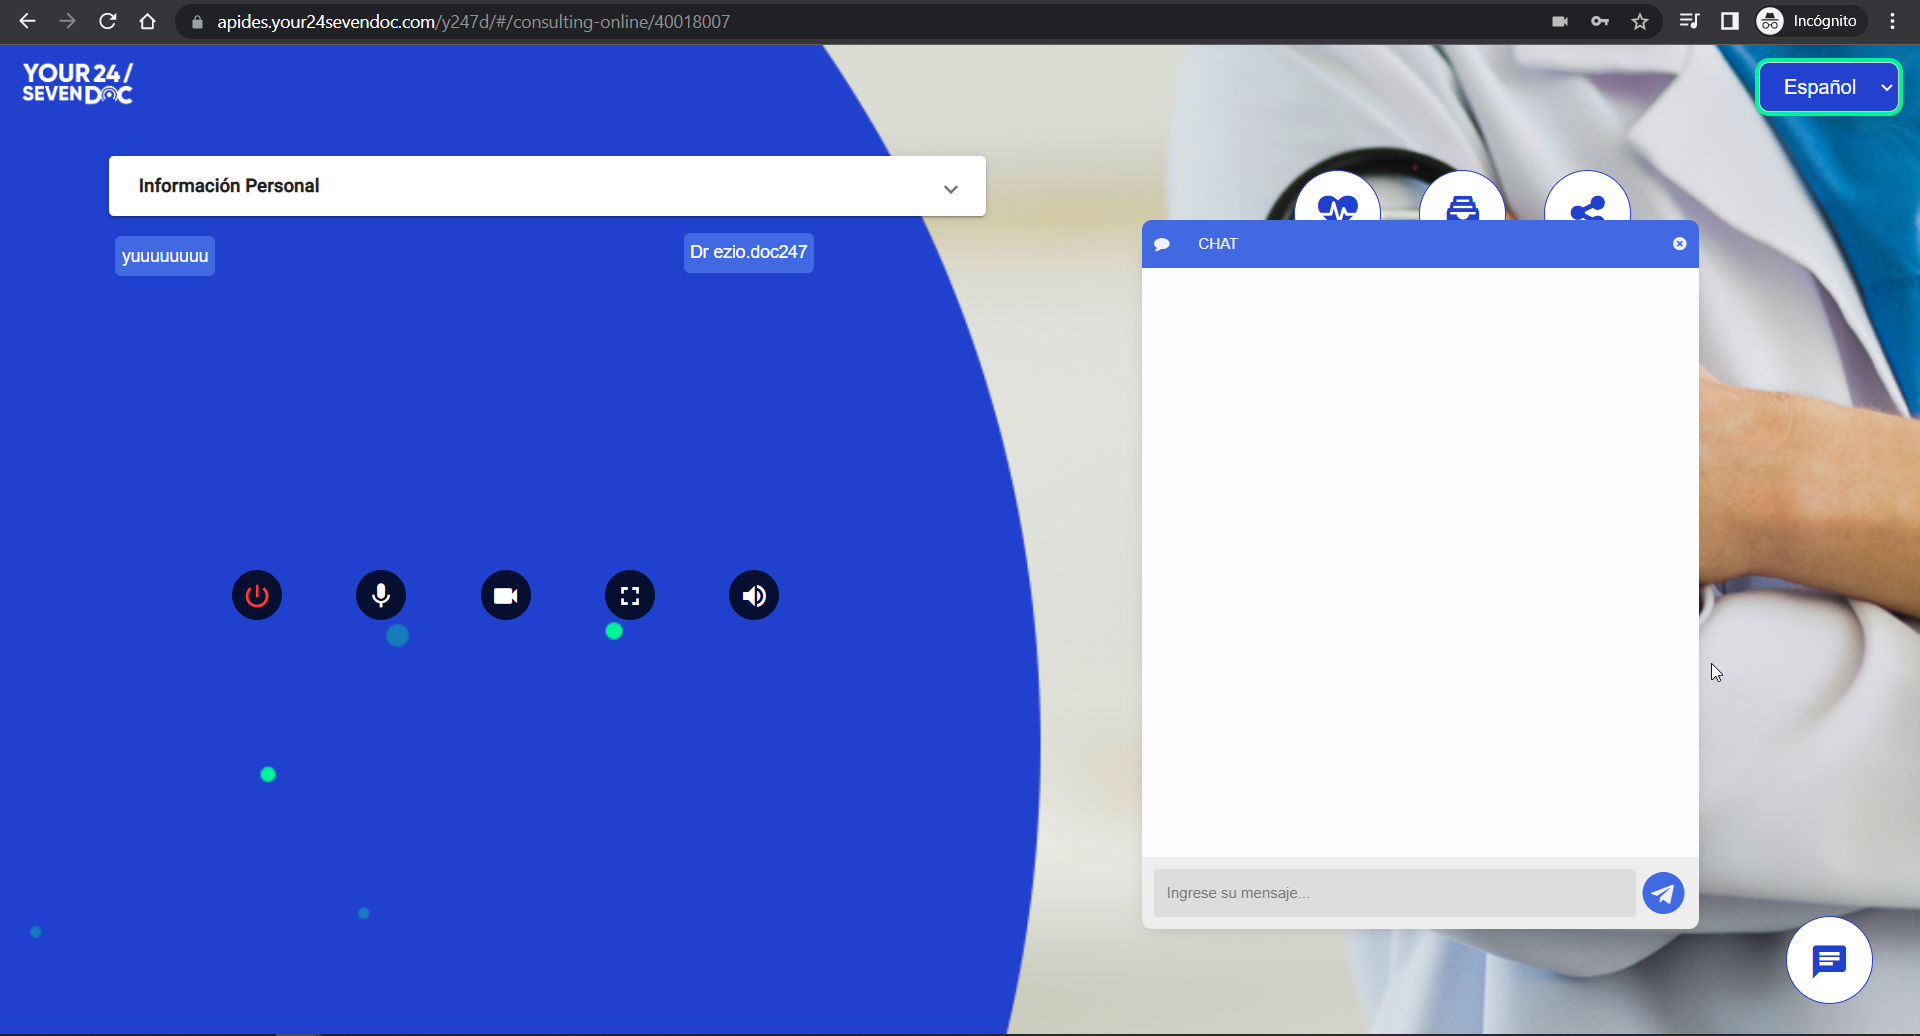 apides.your24sevendoc.com/y247d/#/consulting-online/40018007
Incógnito
YOUR 24/
SEVEN DOC
Español
Información Personal
yuuuuuuuu
Dr ezio.doc247
CHAT
Ingrese su mensaje...